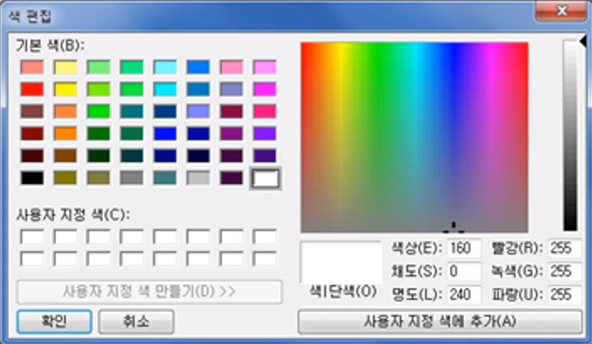 색 편집
기본 색(B):
사용자 지정 색(C):
사용자 지정 색 만들기(D) >>
확인 취소
색상(E): 160 빨강(R): 255
채도(S): 0 녹색(G): 255
색|단색(O) 명도(L): 240 파랑(U): 255
사용자 지정 색에 추가(A)